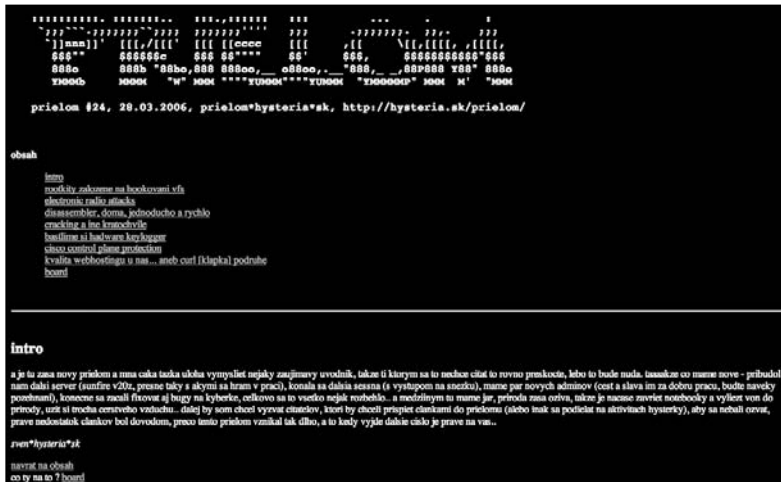 prielom #24, 28.03.2006, prielom*hysteria*sk, http://hysteria.sk/prielom/
obsah
intro
rootkity zalozene na hookovani vfs
electronic radio attacks
disassembler, doma, jednoducho a rychlo
cracking a ine kratochvile
bastlime si hadware keylogger
cisco control plane protection
kvalita webhostingu u nas... aneb curl [klapka] podruhe
board
intro
a je tu zasa novy prielom a mna caka tazka uloha vymysliet nejaky zaujimavy uvodnik, takze ti ktorym sa to nechce citat to rovno preskocte, lebo to bude nuda. taaaakze co mame nove - pribudol
nam dalsi server (sunfire v20z, presne taky s akymi sa hram v praci), konala sa dalsia sessna (s vystupom na snezku), mame par novych adminov (cest a slava im za dobru pracu, budte naveky
pozehnani), konecne sa zacali fixovat aj bugy na kyberke, celkovo sa to vsetko nejak rozbehlo.. a medziinym tu mame jar, priroda zasa oziva, takze je nacase zavriet notebooky a vyliezt von do
prirody, uzit si trocha cerstveho vzduchu.. dalej by som chcel vyzvat citatelov, ktori by chceli prispiet clankami do prielomu (alebo inak sa podielat na aktivitach hysterky), aby sa nebali ozvat,
prave nedostatok clankov bol dovodom, preco tento prielom vznikal tak dlho, a to kedy vyjde dalsie cislo je prave na vas..
sven*hysteria*sk
navrat na obsah
co ty na to ? board